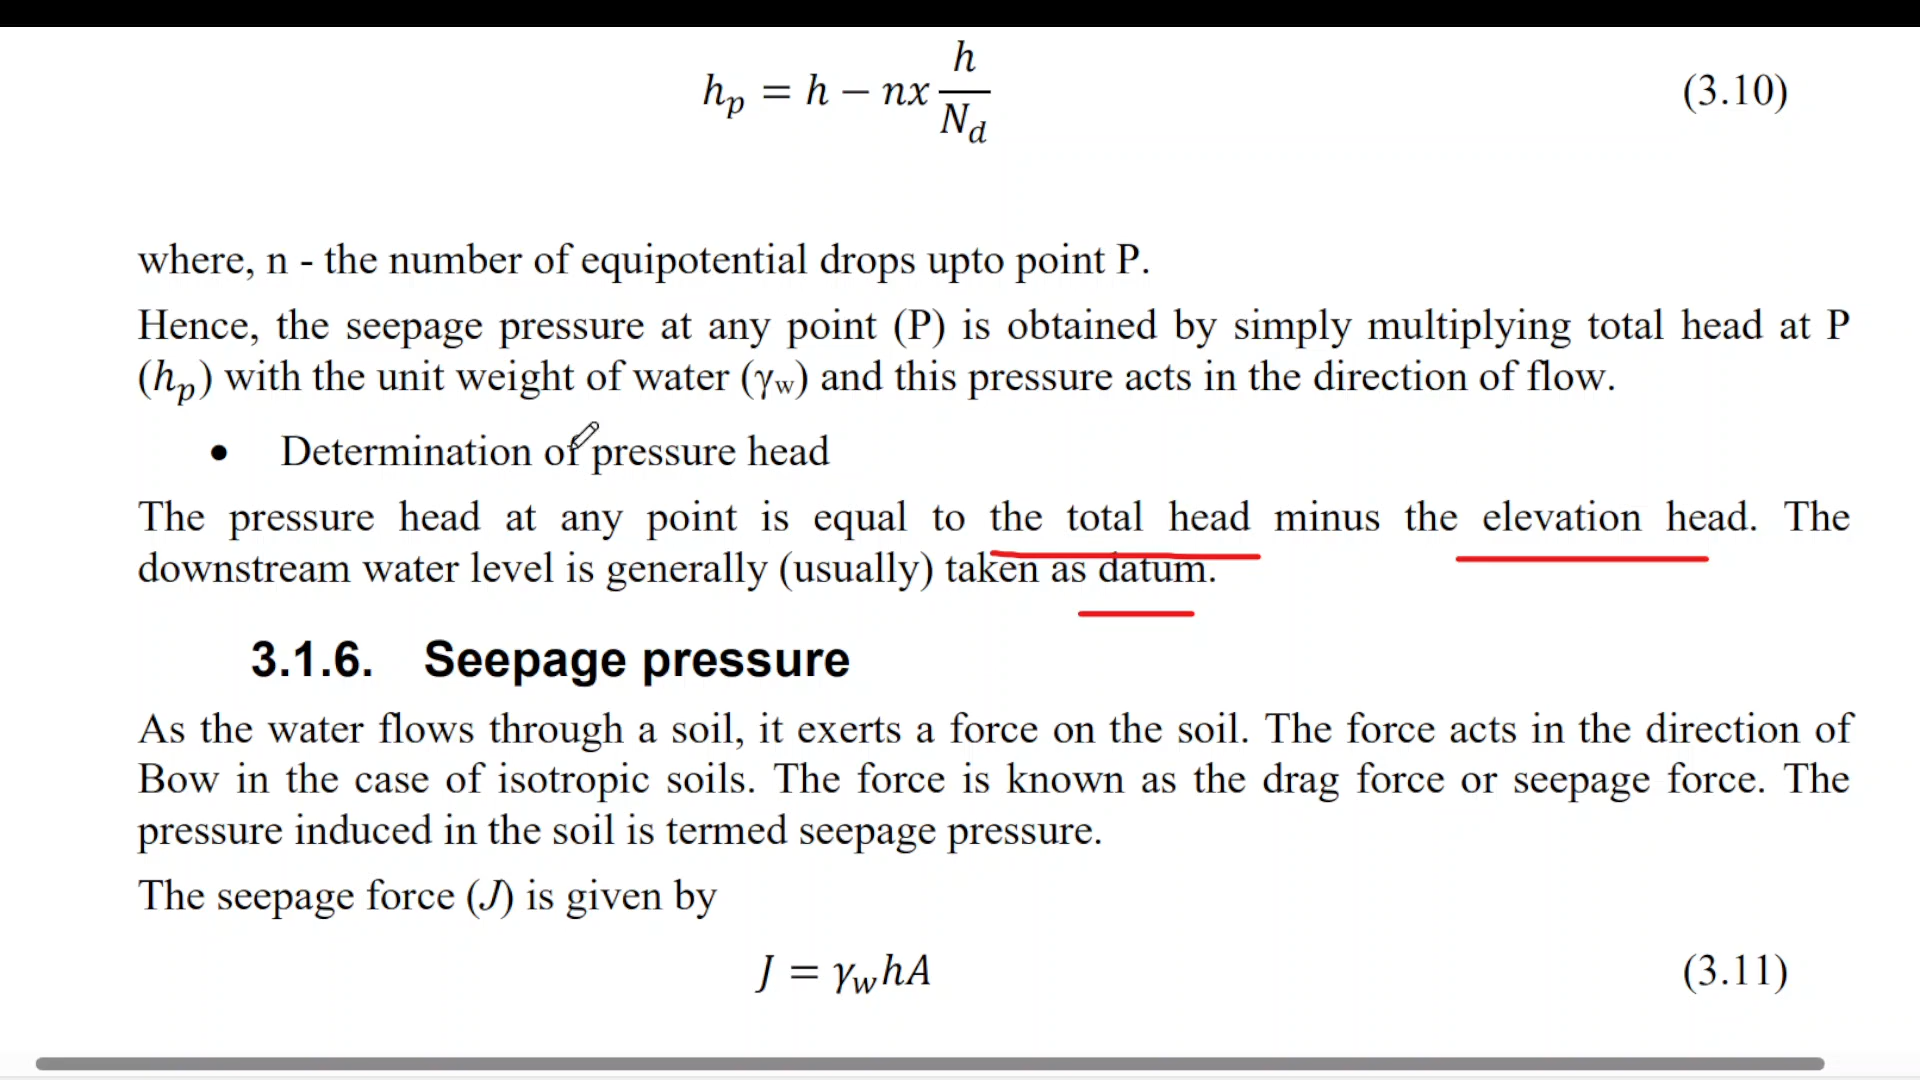 h_p = h − nx h/N_d (3.10)
where, n - the number of equipotential drops upto point P.
Hence, the seepage pressure at any point (P) is obtained by simply multiplying total head at P
(h_p) with the unit weight of water (γw) and this pressure acts in the direction of flow.
• Determination of pressure head
The pressure head at any point is equal to the total head minus the elevation head. The
downstream water level is generally (usually) taken as datum.
3.1.6. Seepage pressure
As the water flows through a soil, it exerts a force on the soil. The force acts in the direction of
Bow in the case of isotropic soils. The force is known as the drag force or seepage force. The
pressure induced in the soil is termed seepage pressure.
The seepage force (J) is given by
J = γ_w hA (3.11)